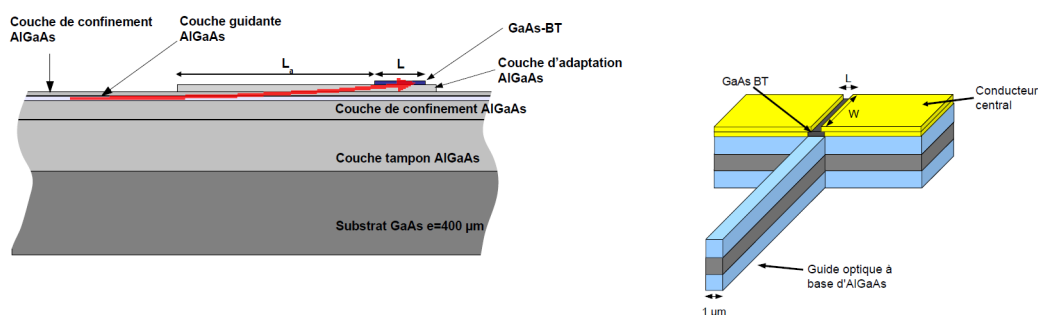 Couche de confinement
AlGaAs
Couche guidante
AlGaAs
GaAs-BT
La
L
Couche d'adaptation
AlGaAs
Couche de confinement AlGaAs
Couche tampon AlGaAs
Substrat GaAs e=400 µm
GaAs BT
L
W
Conducteur
central
Guide optique à
base d'AlGaAs
1 um